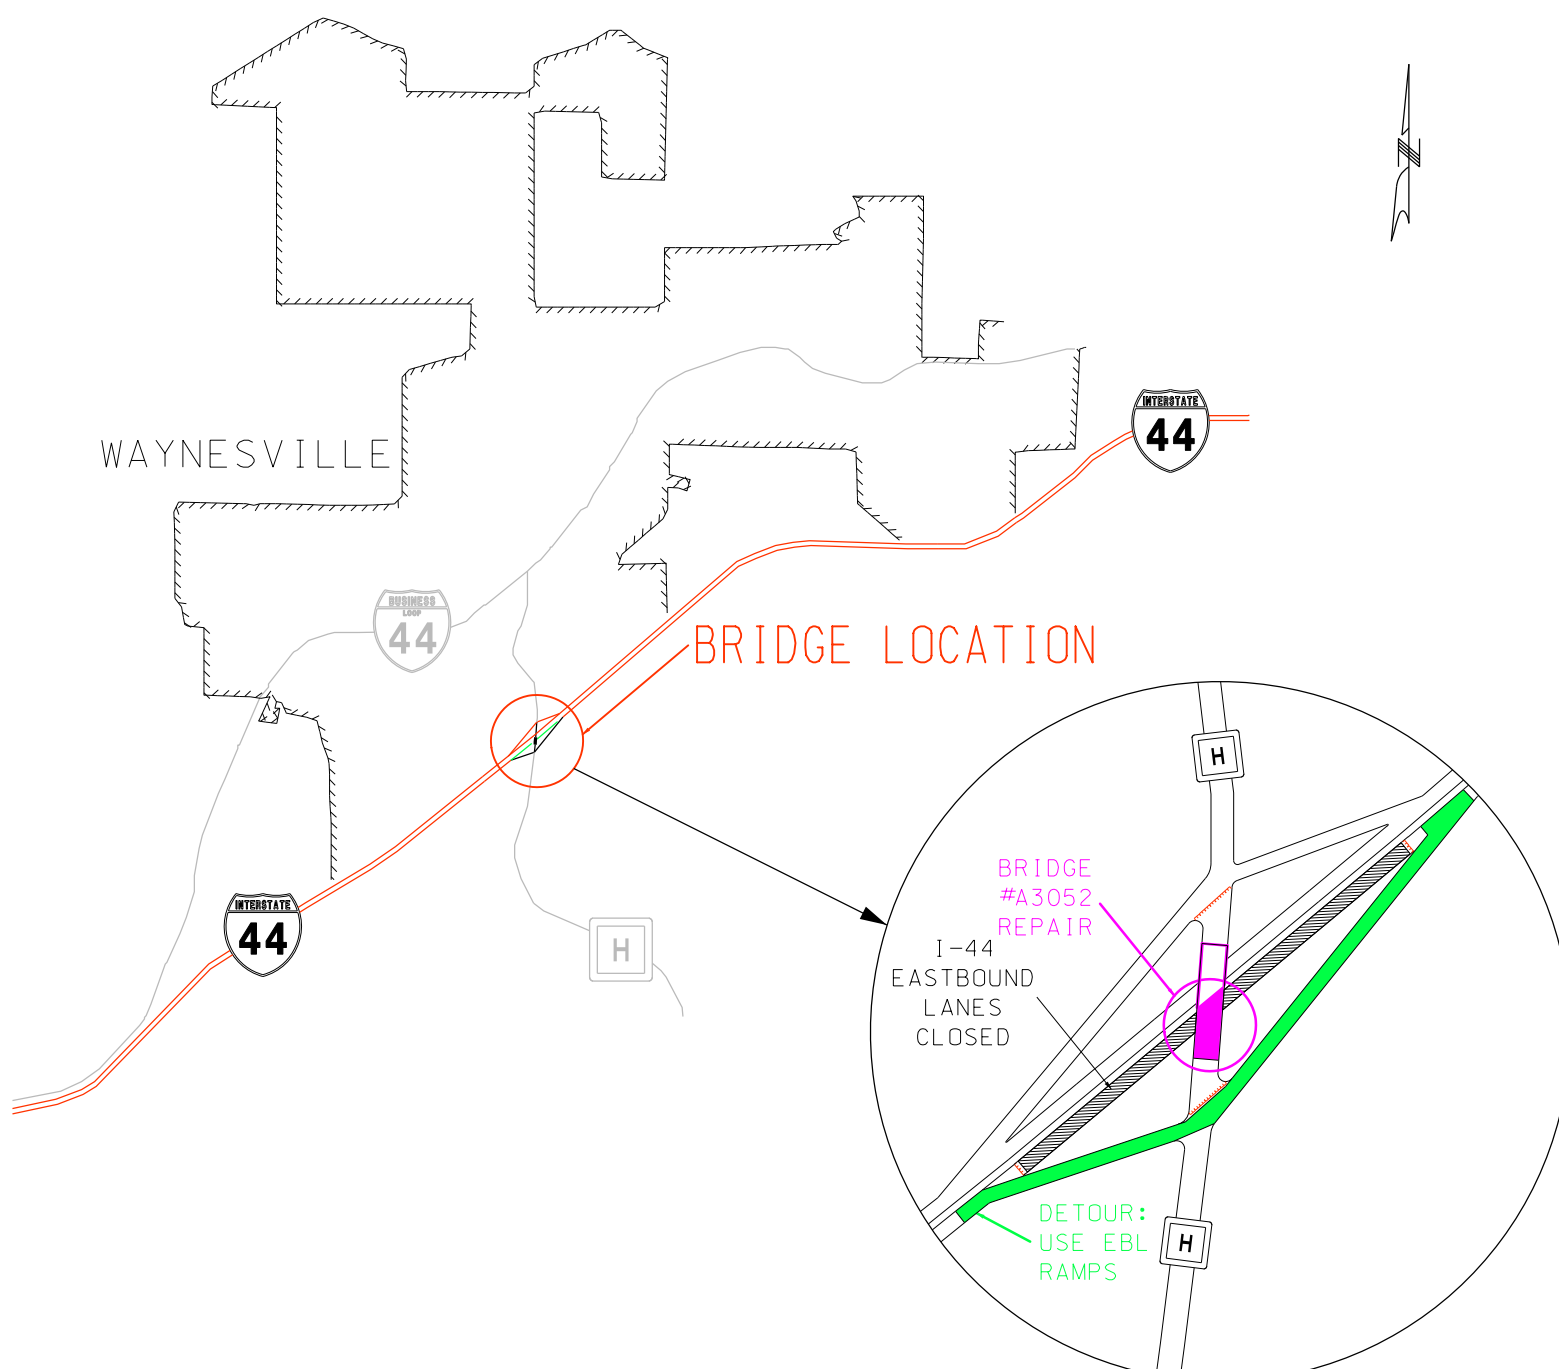 N
INTERSTATE
44
WAYNESVILLE
BUSINESS
LOOP
44
BRIDGE LOCATION
H
BRIDGE
#A3052
REPAIR
INTERSTATE
44
H
I-44
EASTBOUND
LANES
CLOSED
DETOUR:
USE EBL
RAMPS
H